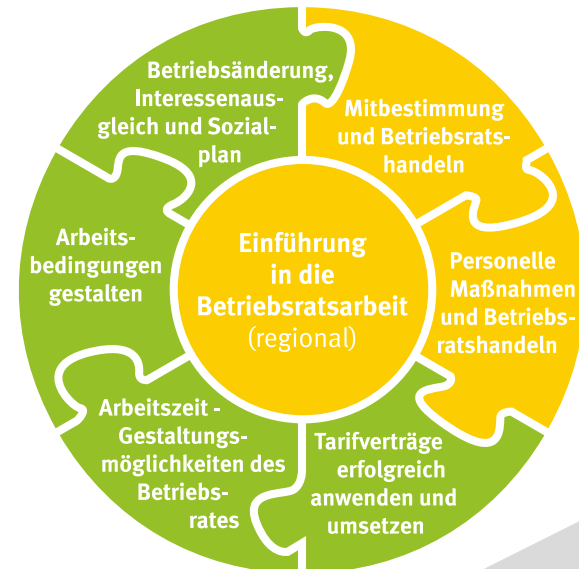 Betriebsänderung,
Interessenaus-
gleich und Sozial-
plan
Mitbestimmung
und Betriebsrats-
handeln
Arbeits-
bedingungen
gestalten
Einführung
in die
Betriebsratsarbeit
(regional)
Personelle
Maßnahmen
und Betriebs-
ratshandeln
Arbeitszeit -
Gestaltungs-
möglichkeiten des
Betriebs-
rates
Tarifverträge
erfolgreich
anwenden und
umsetzen